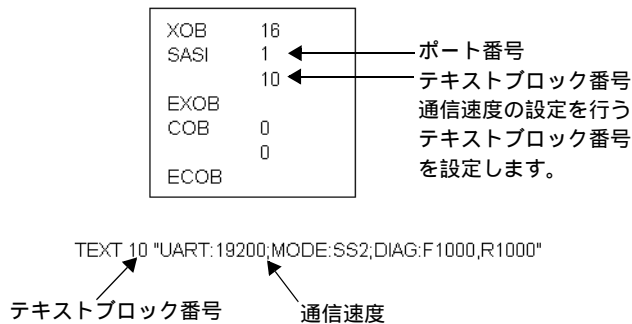 XOB 16
SASI 1
ポート番号
10
テキストブロック番号
通信速度の設定を行う
テキストブロック番号
を設定します。
EXOB
COB 0
0
ECOB
TEXT 10 "UART:19200;MODE:SS2;DIAG:F1000,R1000"
テキストブロック番号
通信速度